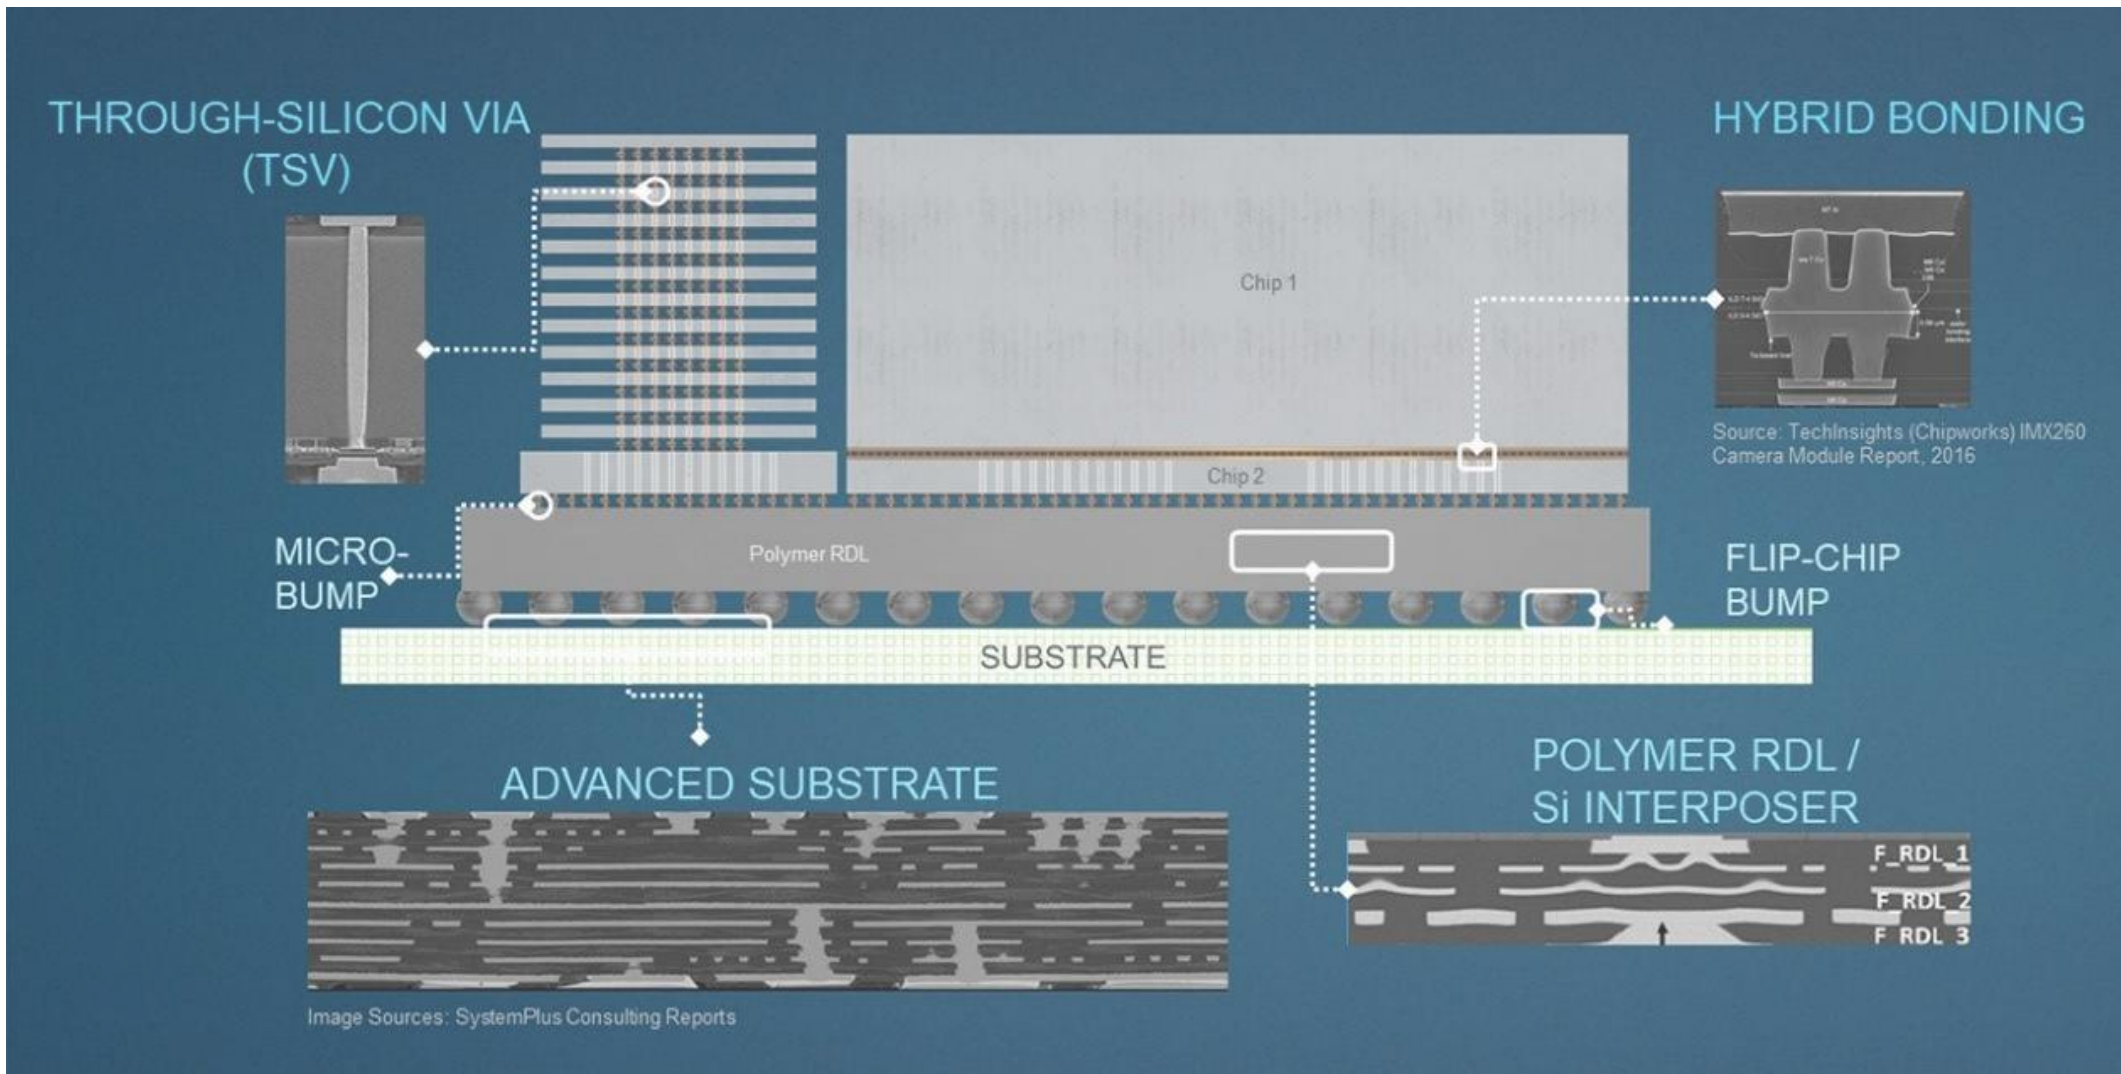 THROUGH-SILICON VIA
(TSV)
HYBRID BONDING
Chip 1
Source: TechInsights (Chipworks) IMX260
Camera Module Report, 2016
Chip 2
MICRO-
BUMP
Polymer RDL
FLIP-CHIP
BUMP
SUBSTRATE
ADVANCED SUBSTRATE
POLYMER RDL /
Si INTERPOSER
F_RDL_1
F_RDL_2
F_RDL_3
Image Sources: SystemPlus Consulting Reports